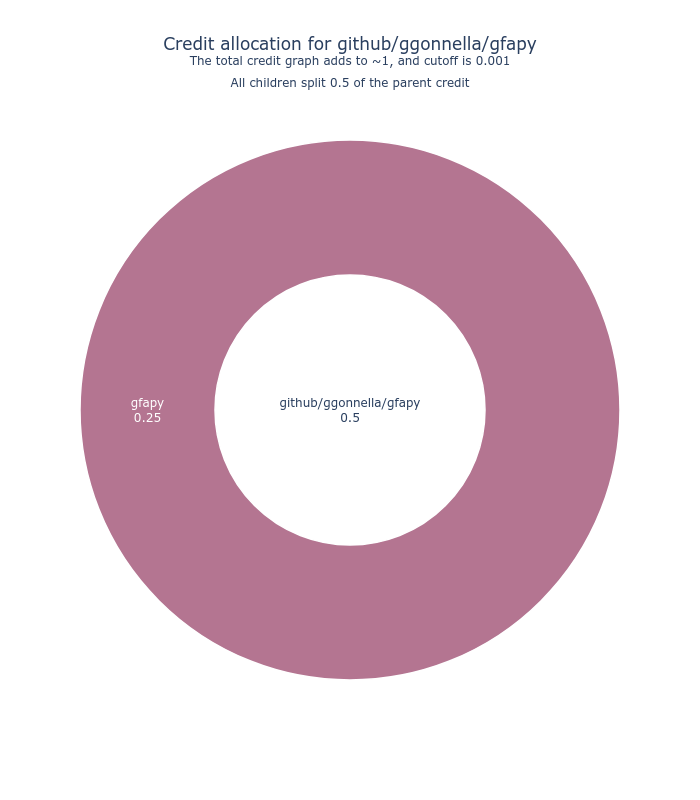 Credit allocation for github/ggonnella/gfapy
The total credit graph adds to ~1, and cutoff is 0.001
All children split 0.5 of the parent credit
gfapy
0.25
github/ggonnella/gfapy
0.5